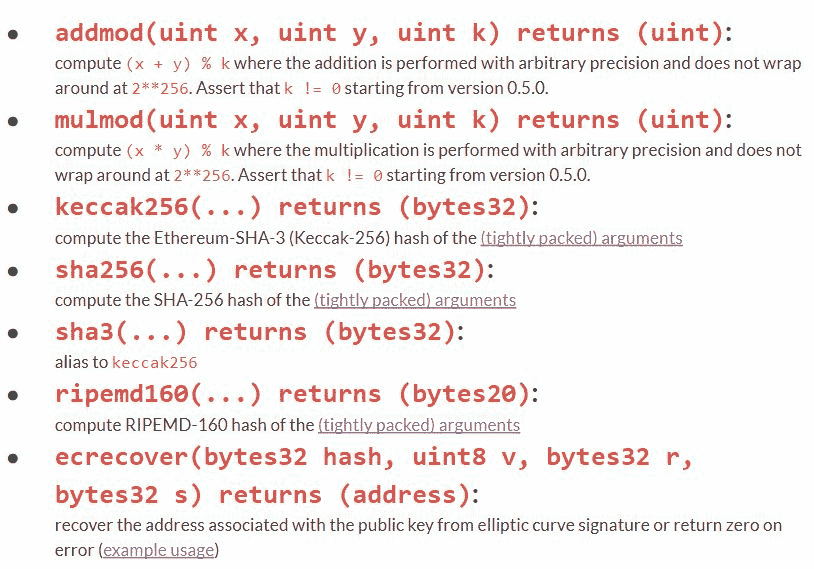 addmod(uint x, uint y, uint k) returns (uint):
compute (x + y) % k where the addition is performed with arbitrary precision and does not wrap
around at 2**256. Assert that k != 0 starting from version 0.5.0.
mulmod(uint x, uint y, uint k) returns (uint):
compute (x * y) % k where the multiplication is performed with arbitrary precision and does not
wrap around at 2**256. Assert that k != 0 starting from version 0.5.0.
keccak256(...) returns (bytes32):
compute the Ethereum-SHA-3 (Keccak-256) hash of the (tightly packed) arguments
sha256(...) returns (bytes32):
compute the SHA-256 hash of the (tightly packed) arguments
sha3(...) returns (bytes32):
alias to keccak256
ripemd160(...) returns (bytes20):
compute RIPEMD-160 hash of the (tightly packed) arguments
ecrecover(bytes32 hash, uint8 v, bytes32 r,
bytes32 s) returns (address):
recover the address associated with the public key from elliptic curve signature or return zero on
error (example usage)